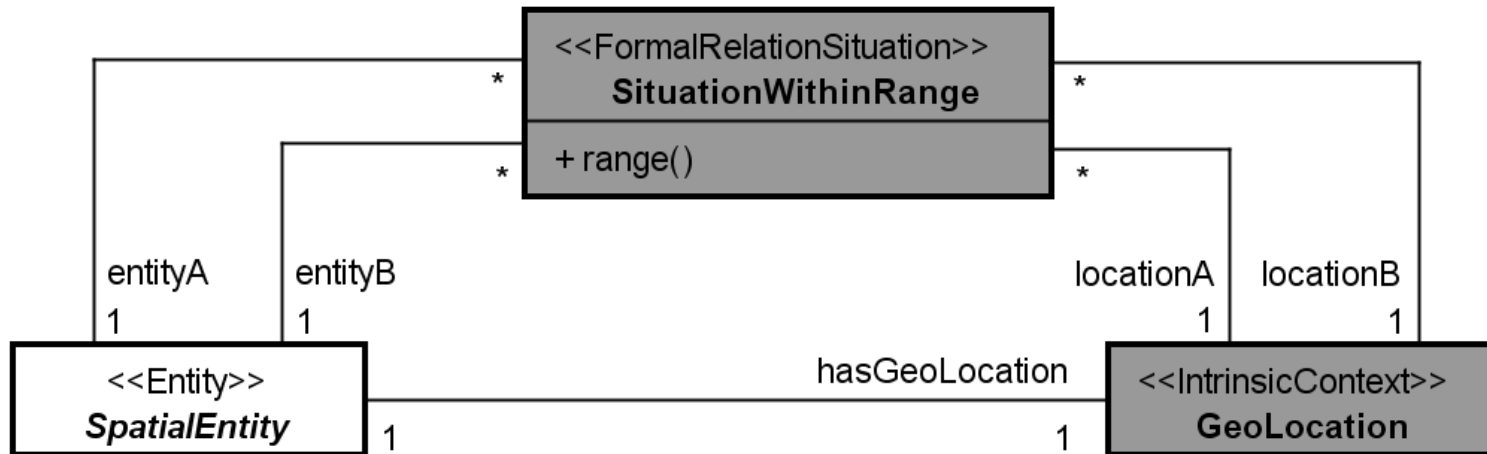 <<FormalRelationSituation>>
SituationWithinRange
* *
+ range()
* *
entityA entityB locationA locationB
1 1 1 1
<<Entity>> hasGeoLocation <<IntrinsicContext>>
SpatialEntity 1 1 GeoLocation